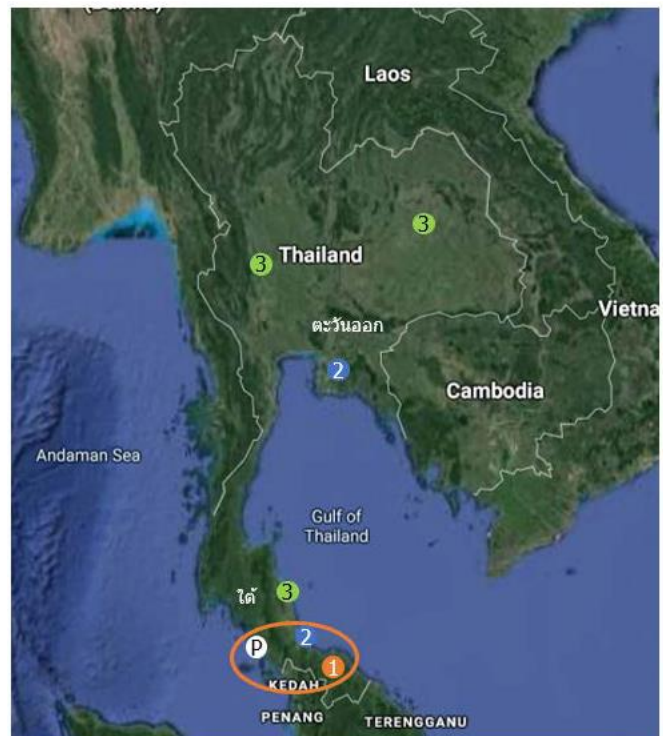 Laos
3
Thailand
3
ตะวันออก
Vietna
2
Cambodia
Andaman Sea
Gulf of
Thailand
ใต้
3
2
P
1
KEDAH
PENANG
TERENGGANU